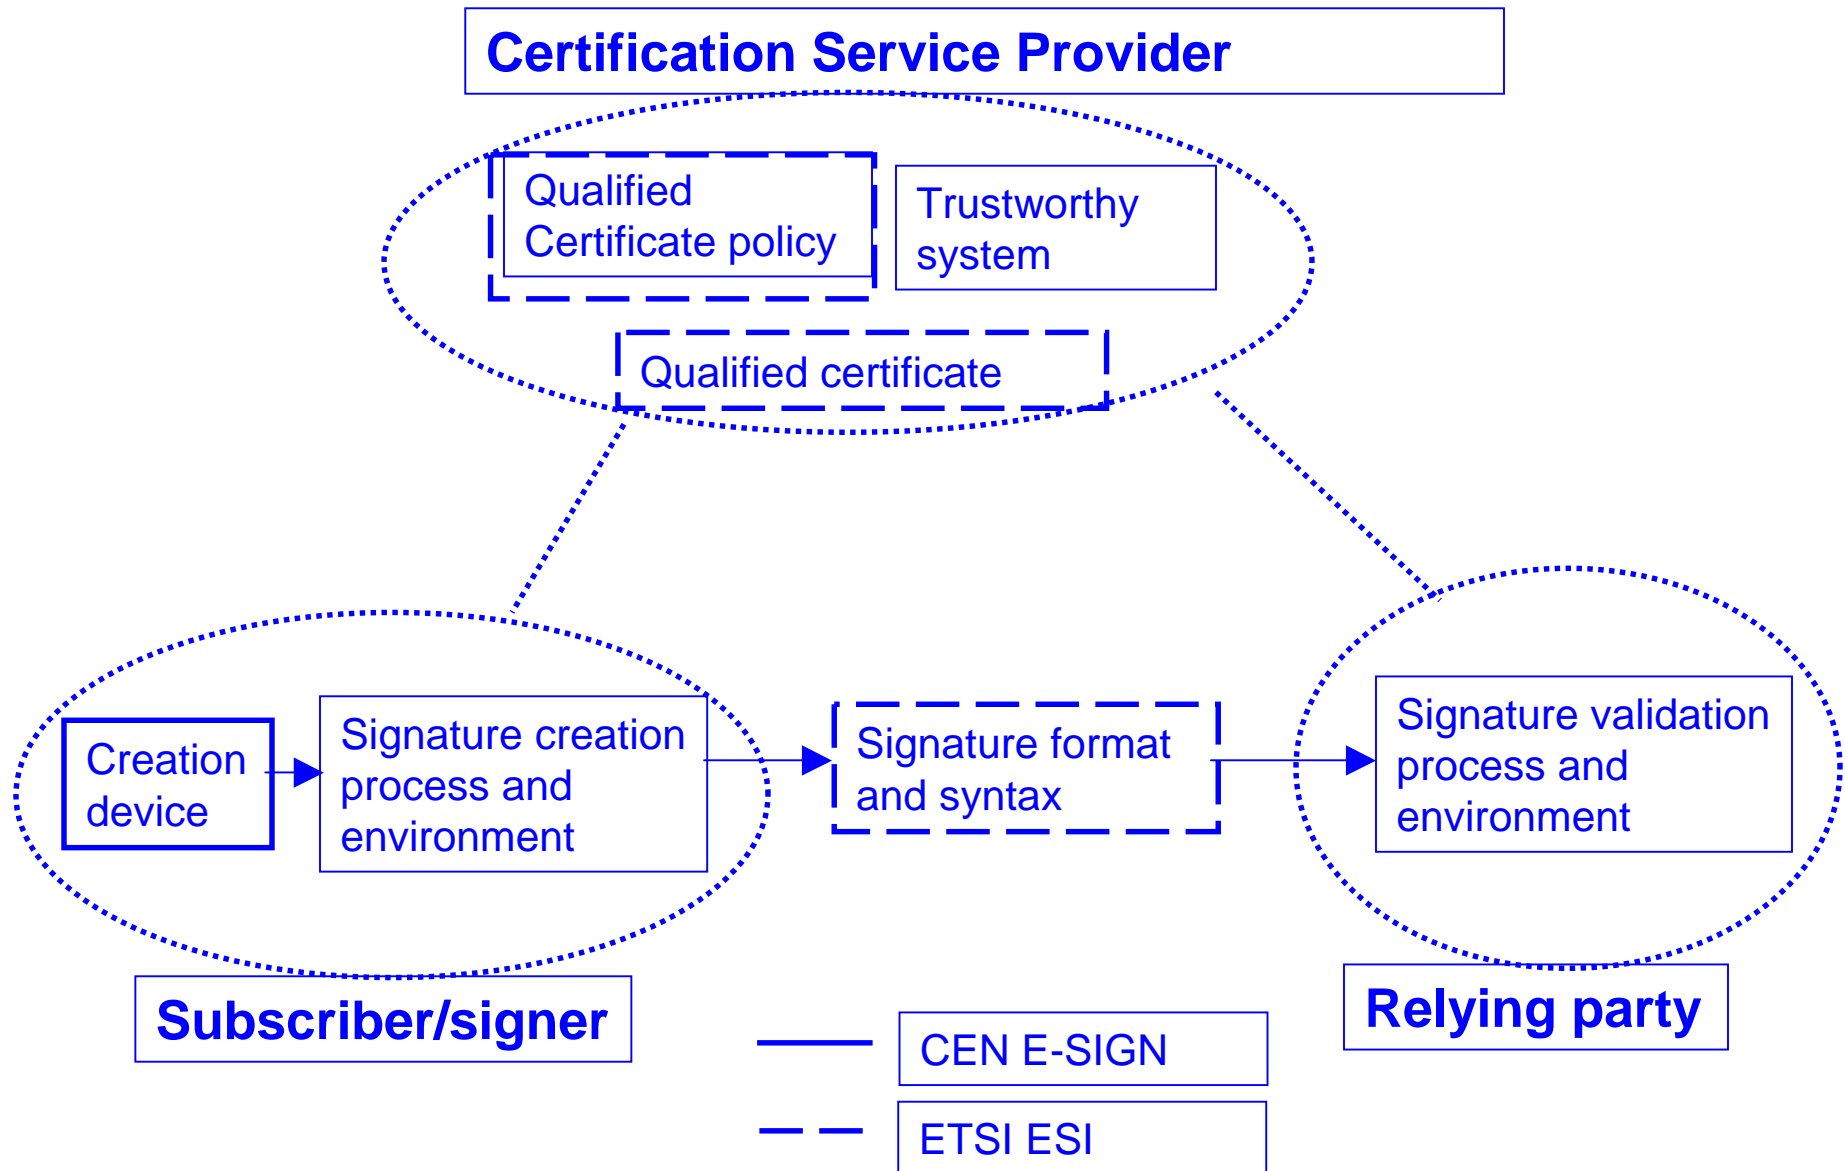 Certification Service Provider
Qualified
Certificate policy
Trustworthy
system
Qualified certificate
Creation
device
Signature creation
process and
environment
Signature format
and syntax
Signature validation
process and
environment
Subscriber/signer
Relying party
CEN E-SIGN
ETSI ESI